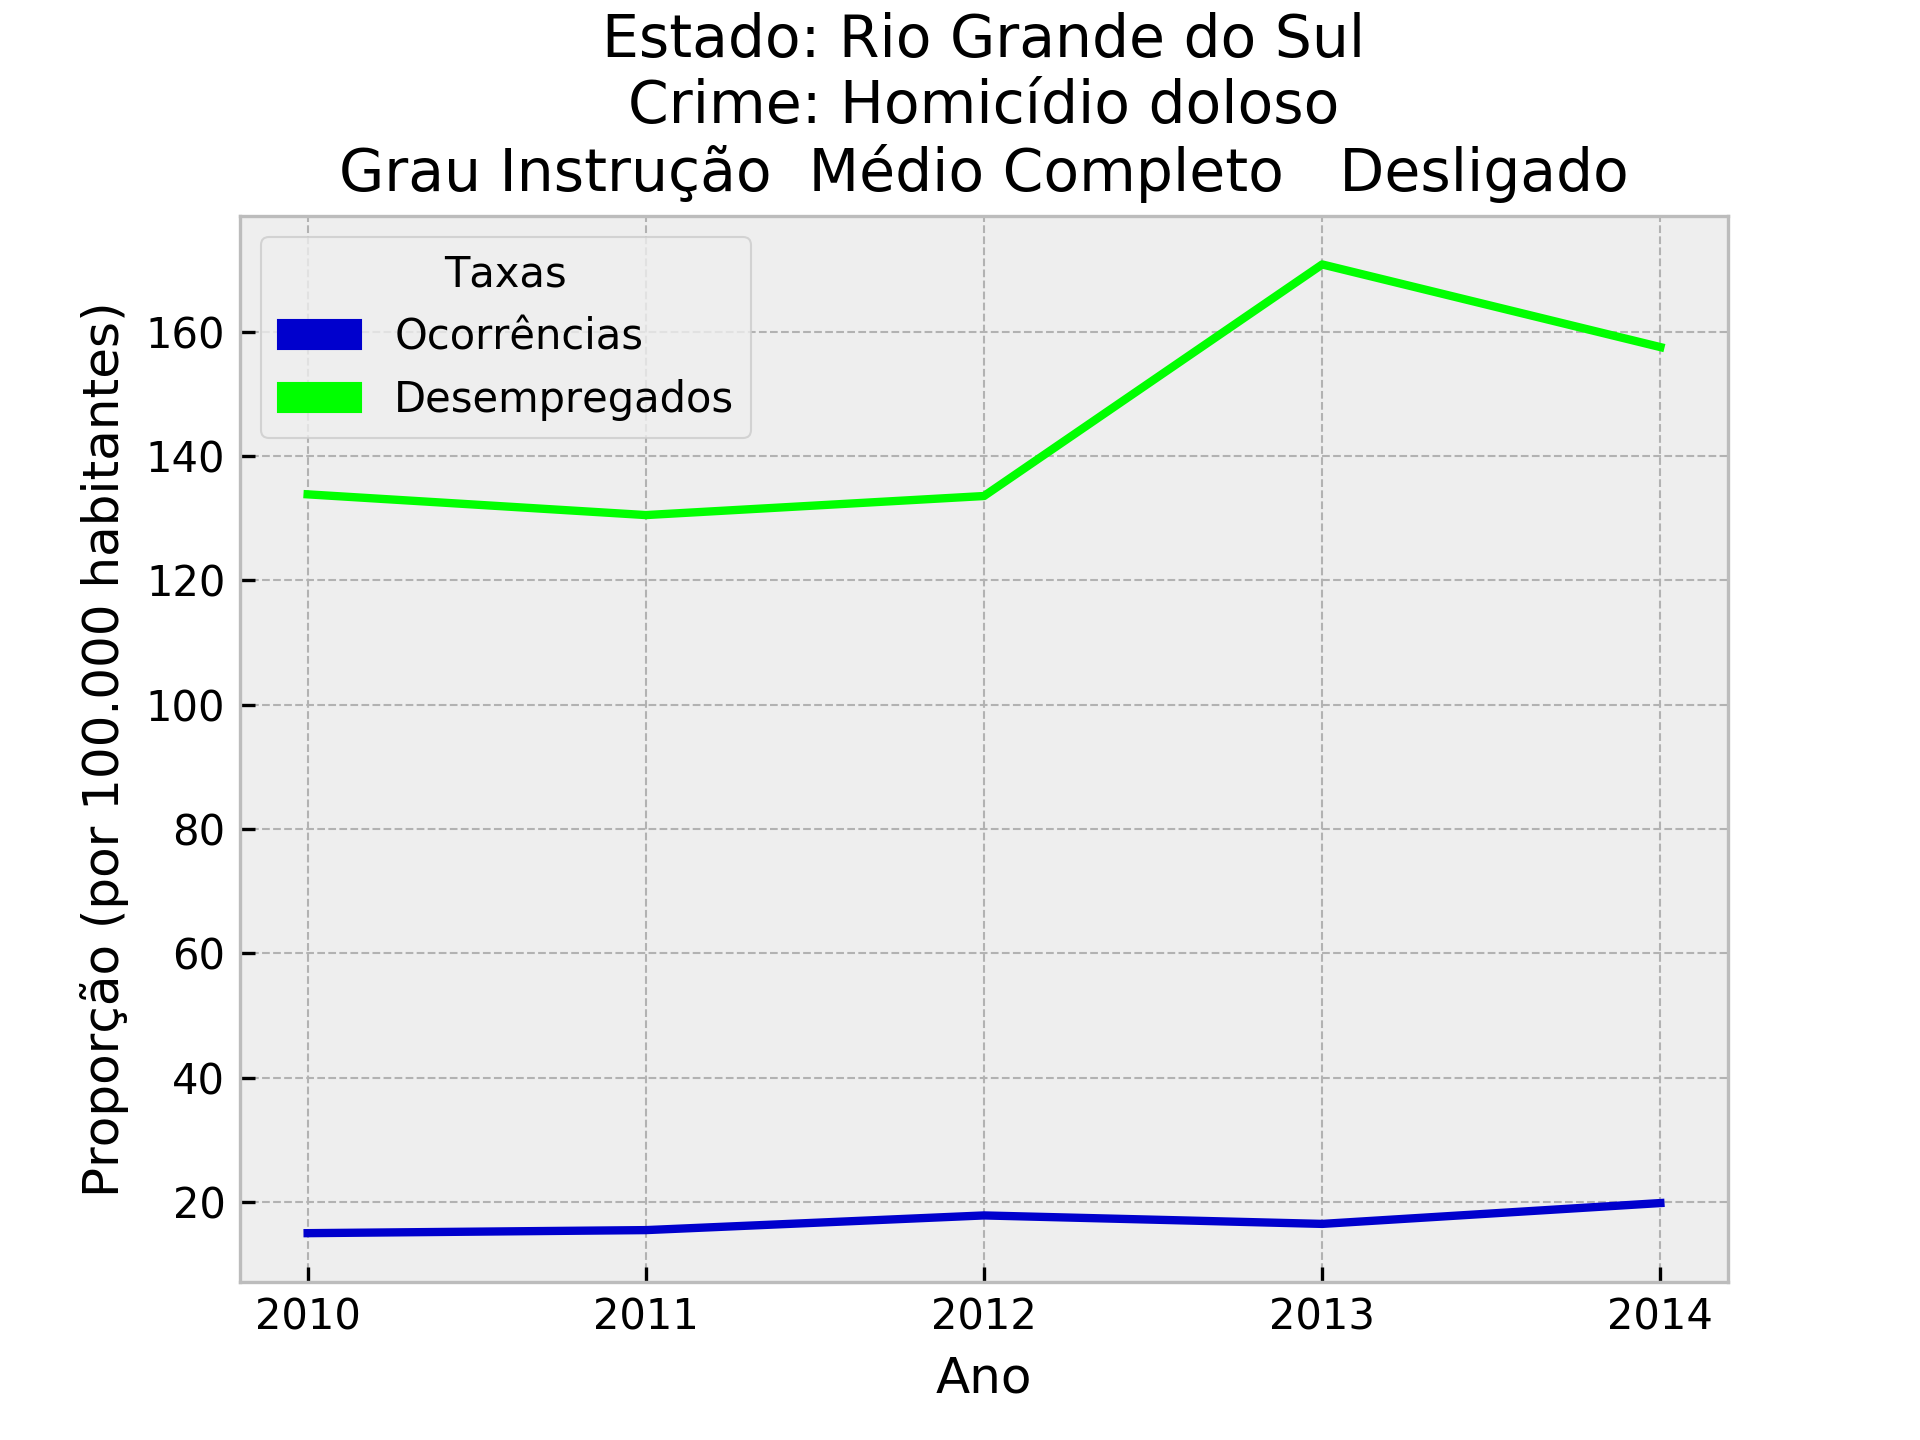 Estado: Rio Grande do Sul
Crime: Homicídio doloso
Grau Instrução  Médio Completo   Desligado
Taxas
Ocorrências
Desempregados
Proporção (por 100.000 habitantes)
160
140
120
100
80
60
40
20
2010 2011 2012 2013 2014
Ano